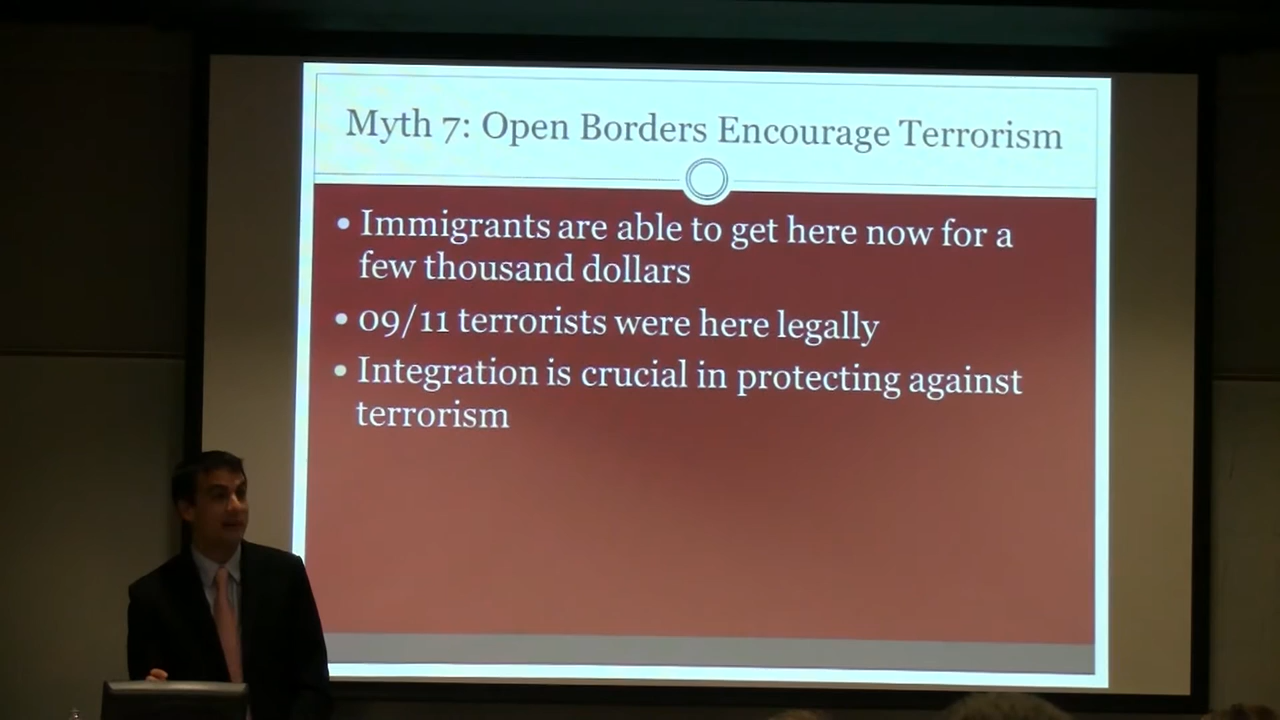 Myth 7: Open Borders Encourage Terrorism
• Immigrants are able to get here now for a
few thousand dollars
• 09/11 terrorists were here legally
• Integration is crucial in protecting against
terrorism